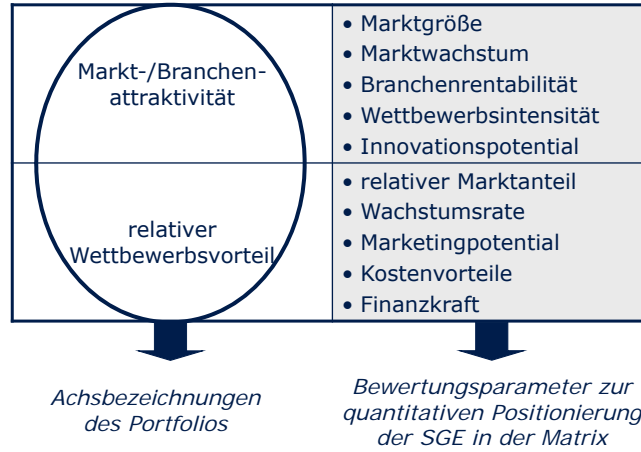 Markt-/Branchen-
attraktivität
• Marktgröße
• Marktwachstum
• Branchenrentabilität
• Wettbewerbsintensität
• Innovationspotential
relativer
Wettbewerbsvorteil
• relativer Marktanteil
• Wachstumsrate
• Marketingpotential
• Kostenvorteile
• Finanzkraft
Achsbezeichnungen
des Portfolios
Bewertungsparameter zur
quantitativen Positionierung
der SGE in der Matrix